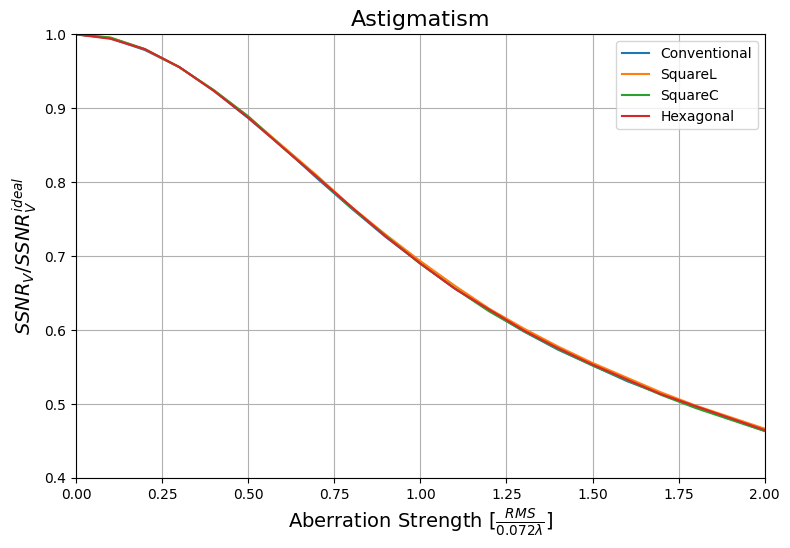 Astigmatism
1.0
0.9
0.8
0.7
0.6
0.5
0.4
SSNR_V/SSNR_V^{ideal}
Conventional
SquareL
SquareC
Hexagonal
0.00 0.25 0.50 0.75 1.00 1.25 1.50 1.75 2.00
Aberration Strength [\frac{RMS}{0.072λ}]